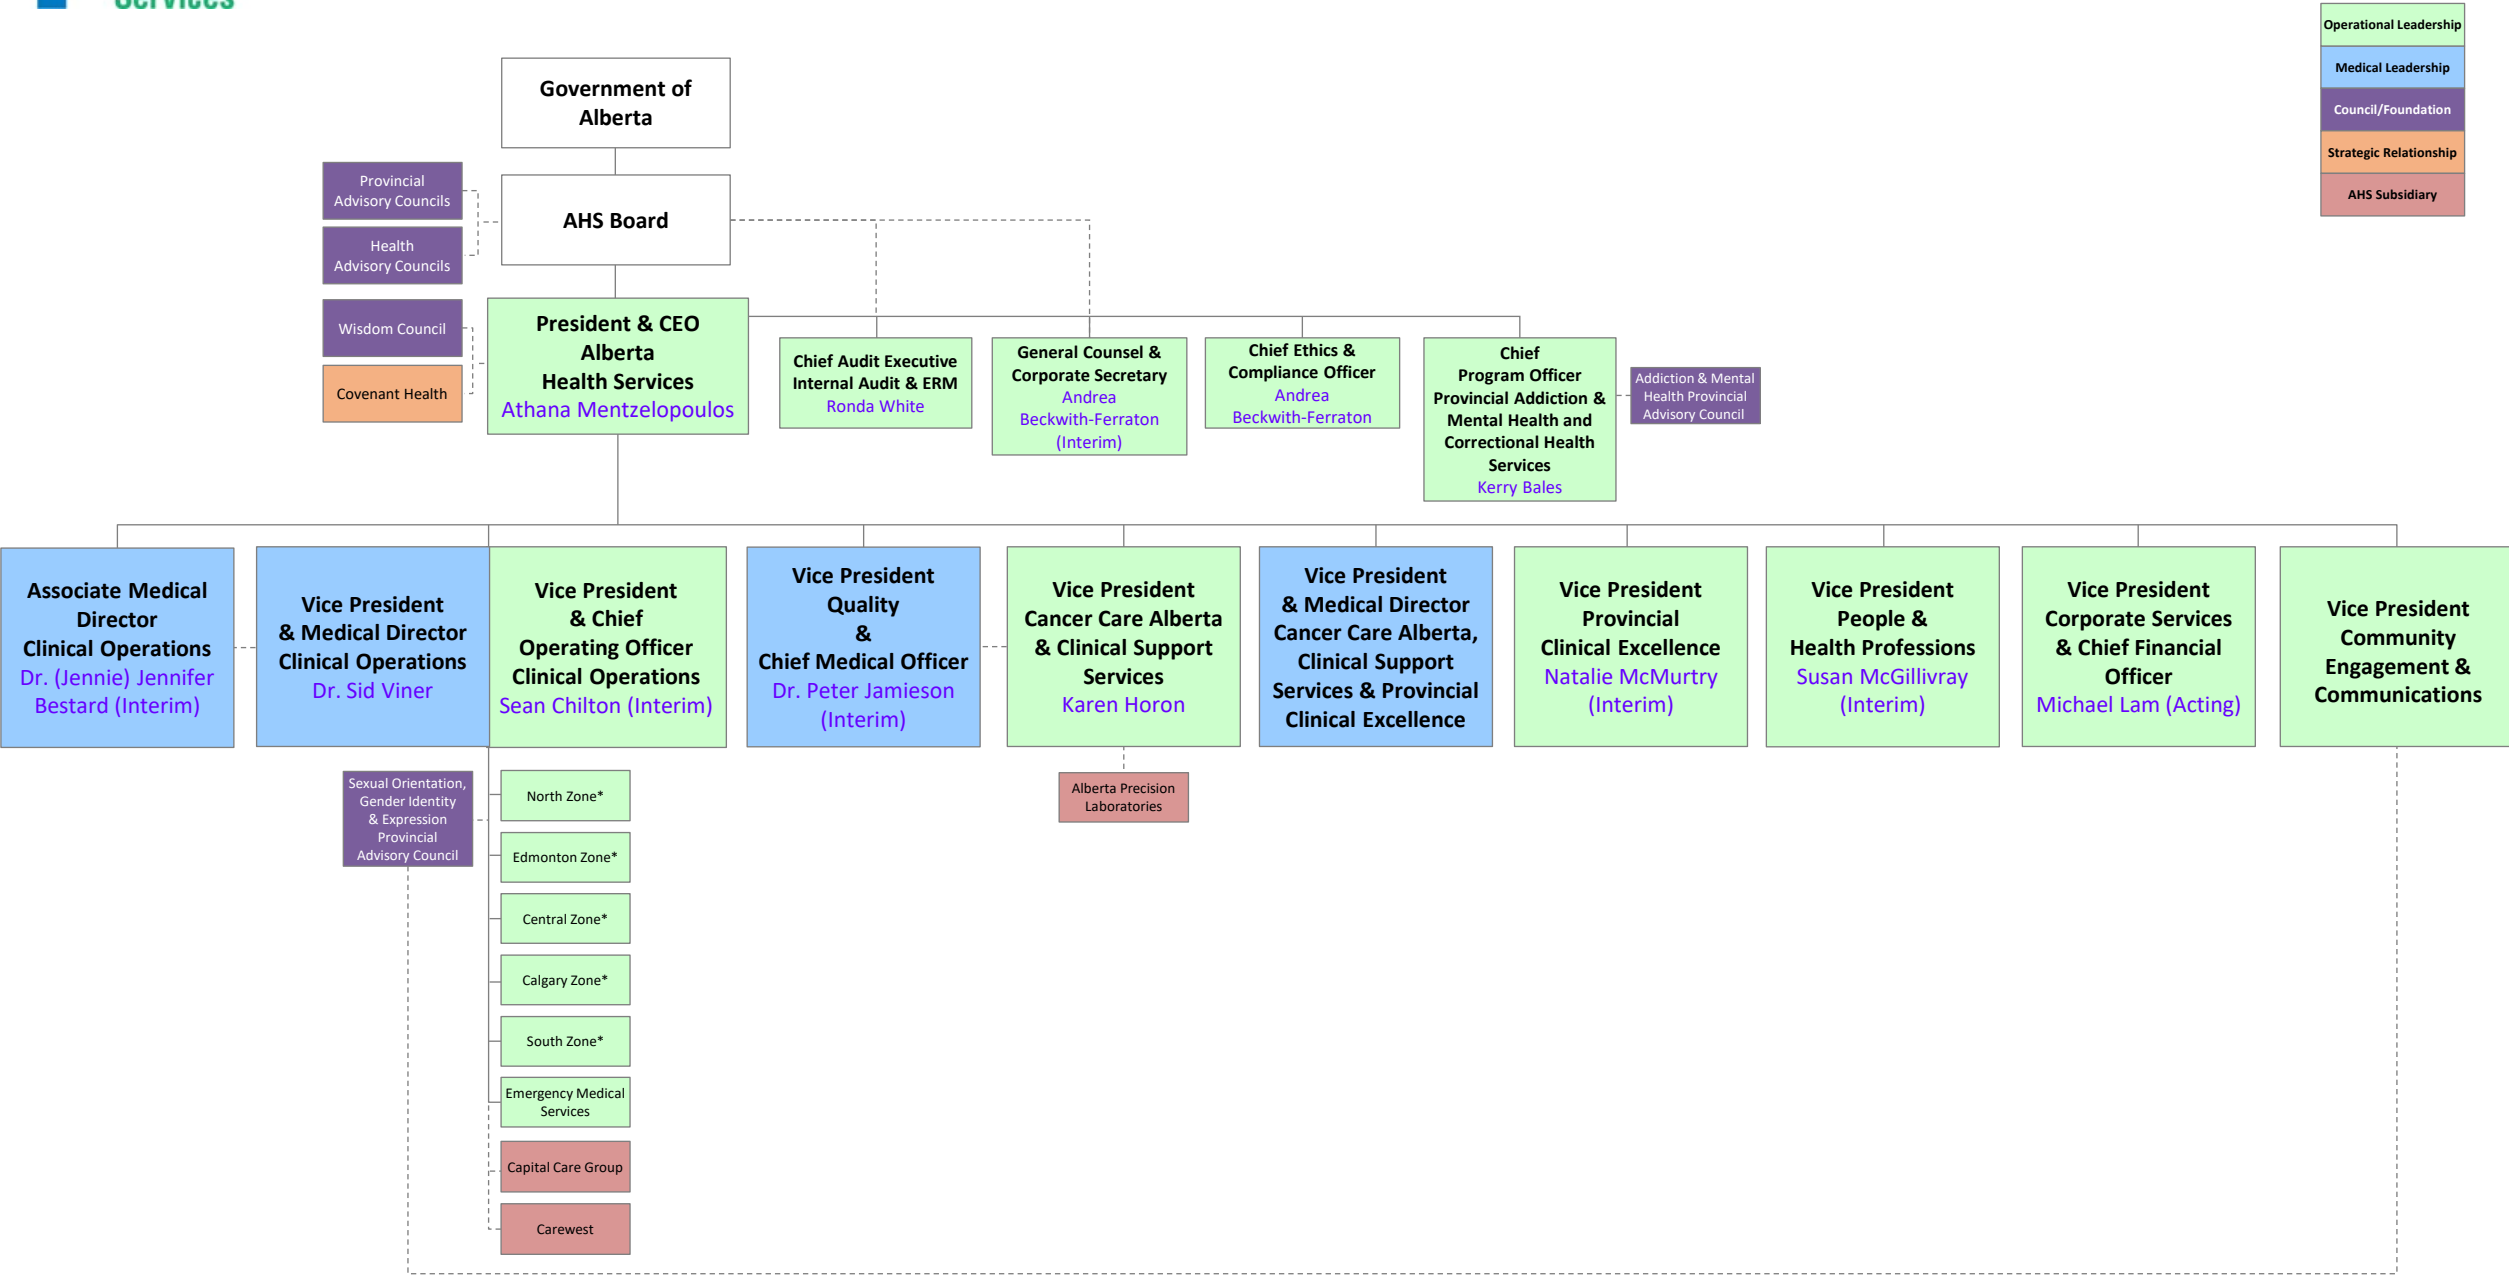 Services
Operational Leadership
Medical Leadership
Council/Foundation
Strategic Relationship
AHS Subsidiary
Government of
Alberta
Provincial
Advisory Councils
Health
Advisory Councils
AHS Board
Wisdom Council
Covenant Health
President & CEO
Alberta
Health Services
Athana Mentzelopoulos
Chief Audit Executive
Internal Audit & ERM
Ronda White
General Counsel &
Corporate Secretary
Andrea
Beckwith-Ferraton
(Interim)
Chief Ethics &
Compliance Officer
Andrea
Beckwith-Ferraton
Chief
Program Officer
Provincial Addiction &
Mental Health and
Correctional Health
Services
Kerry Bales
Addiction & Mental
Health Provincial
Advisory Council
Associate Medical
Director
Clinical Operations
Dr. (Jennie) Jennifer
Bestard (Interim)
Vice President
& Medical Director
Clinical Operations
Dr. Sid Viner
Vice President
& Chief
Operating Officer
Clinical Operations
Sean Chilton (Interim)
Vice President
Quality
&
Chief Medical Officer
Dr. Peter Jamieson
(Interim)
Vice President
Cancer Care Alberta
& Clinical Support
Services
Karen Horon
Vice President
& Medical Director
Cancer Care Alberta,
Clinical Support
Services & Provincial
Clinical Excellence
Vice President
Provincial
Clinical Excellence
Natalie McMurtry
(Interim)
Vice President
People &
Health Professions
Susan McGillivray
(Interim)
Vice President
Corporate Services
& Chief Financial
Officer
Michael Lam (Acting)
Vice President
Community
Engagement &
Communications
Sexual Orientation,
Gender Identity
& Expression
Provincial
Advisory Council
North Zone*
Edmonton Zone*
Central Zone*
Calgary Zone*
South Zone*
Emergency Medical
Services
Capital Care Group
Carewest
Alberta Precision
Laboratories